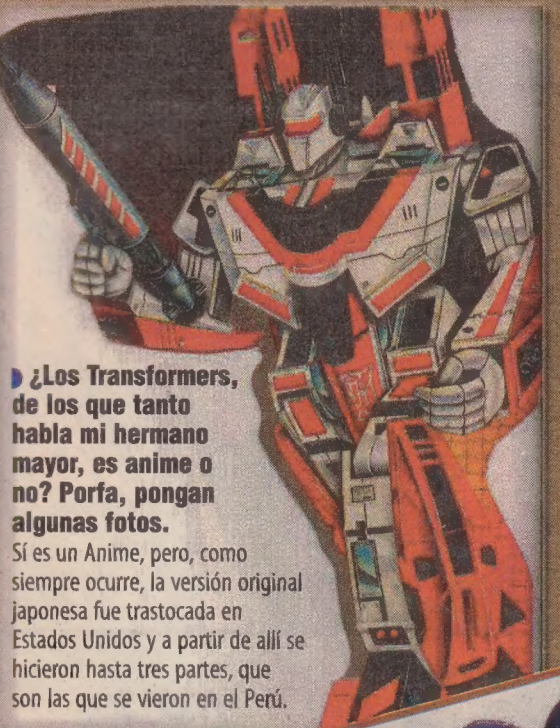 ¿Los Transformers,
de los que tanto
habla mi hermano
mayor, es anime o
no? Porfa, pongan
algunas fotos.
Sí es un Anime, pero, como
siempre ocurre, la versión original
japonesa fue trastocada en
Estados Unidos y a partir de allí se
hicieron hasta tres partes, que
son las que se vieron en el Perú.